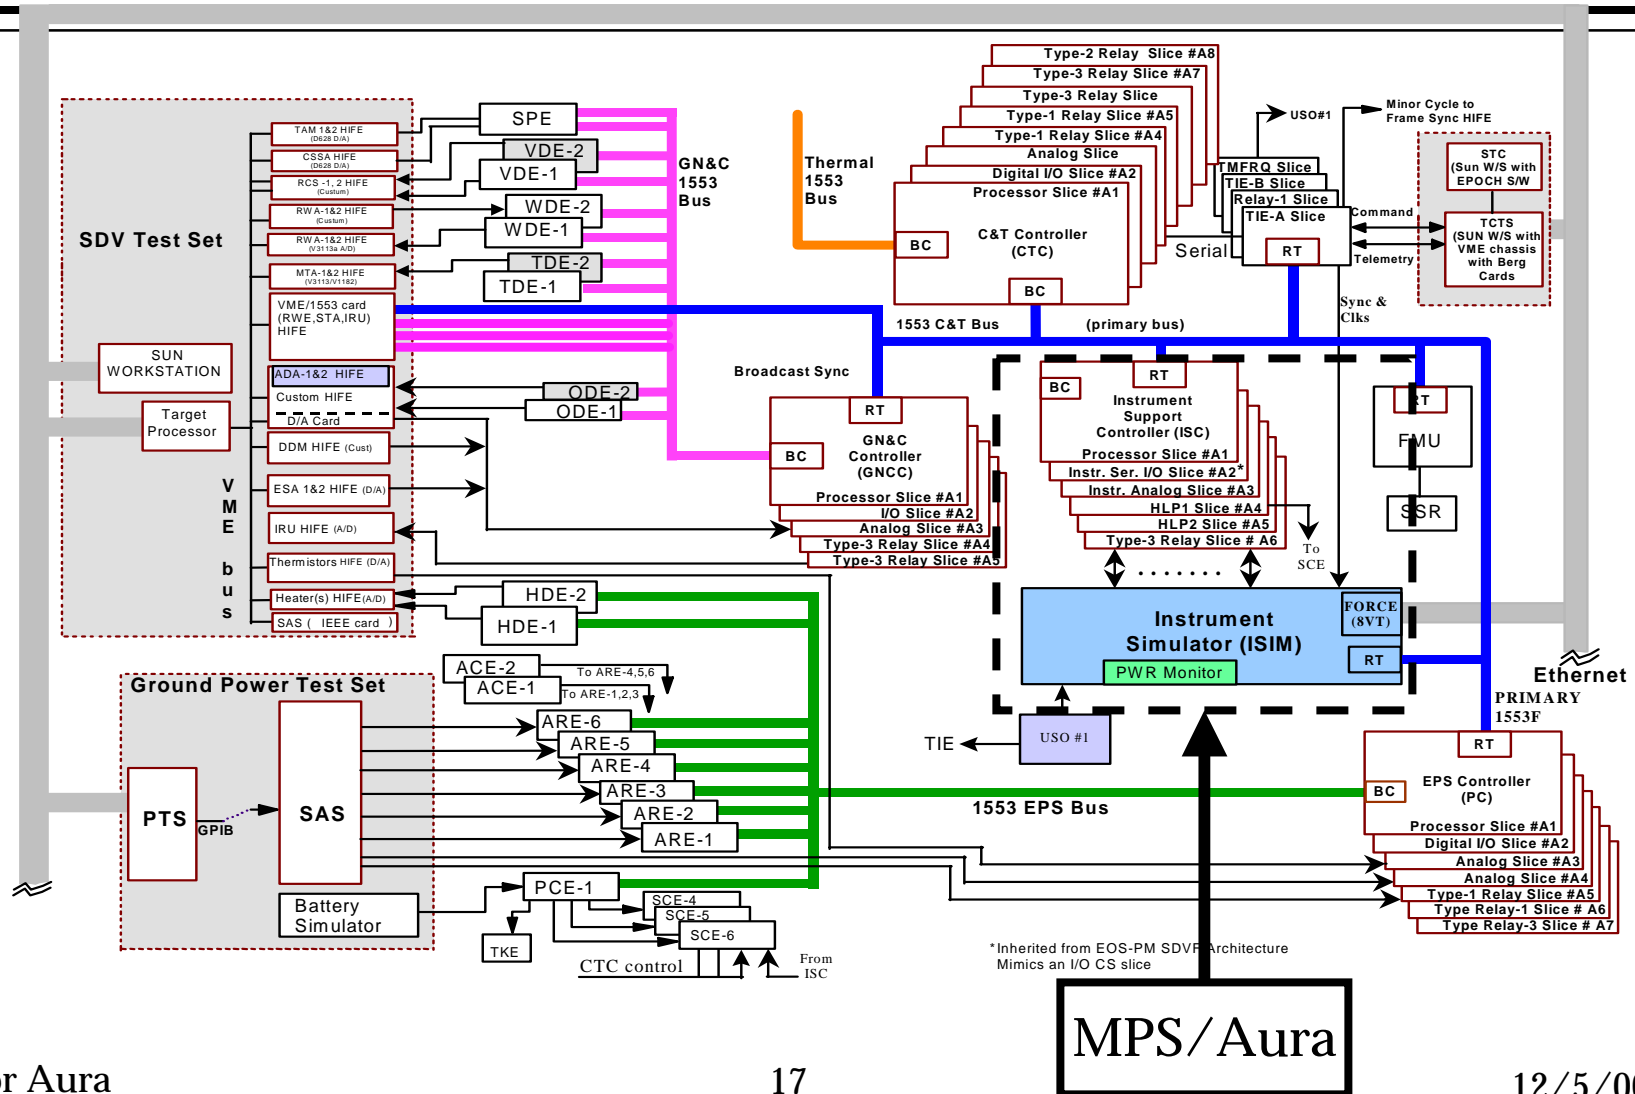 Type-2 Relay Slice #A8
Type-3 Relay Slice #A7
Type-3 Relay Slice
Type-1 Relay Slice #A5
Type-1 Relay Slice #A4
Analog Slice
Digital I/O Slice #A2
Processor Slice #A1
C&T Controller
(CTC)
BC
BC
Thermal
1553
Bus
USO#1
Minor Cycle to
Frame Sync HIFE
TMFRQ Slice
TIE-B Slice
Relay-1 Slice
TIE-A Slice
RT
Serial
Command
Telemetry
STC
(Sun W/S with
EPOCH S/W
TCTS
(SUN W/S with
VME chassis
with Berg
Cards
Sync &
Clks
SDV Test Set
TAM 1&2 HIFE
(D628 D/A)
CSSA HIFE
(D628 D/A)
RCS -1, 2 HIFE
(Custum)
RWA-1&2 HIFE
(Custum)
RWA-1&2 HIFE
(V3113a A/D)
MTA-1&2 HIFE
(V3113/V1182)
VME/1553 card
(RWE,STA,IRU)
HIFE
ADA-1&2 HIFE
Custom HIFE
D/A Card
DDM HIFE (Cust)
ESA 1&2 HIFE (D/A)
IRU HIFE (A/D)
Thermistors HIFE (D/A)
Heater(s) HIFE(A/D)
SAS ( IEEE card )
SUN
WORKSTATION
Target
Processor
V
M
E
b
u
s
SPE
VDE-2
VDE-1
WDE-2
WDE-1
TDE-2
TDE-1
ODE-2
ODE-1
GN&C
1553
Bus
1553 C&T Bus
(primary bus)
Broadcast Sync
RT
BC
GN&C
Controller
(GNCC)
Processor Slice #A1
I/O Slice #A2
Analog Slice #A3
Type-3 Relay Slice #A4
Type-3 Relay Slice #A5
BC
RT
Instrument
Support
Controller (ISC)
Processor Slice #A1
Instr. Ser. I/O Slice #A2*
Instr. Analog Slice #A3
HLP1 Slice #A4
HLP2 Slice #A5
Type-3 Relay Slice # A6
To
SCE
RT
FMU
SSR
. . . . . . .
Instrument
Simulator (ISIM)
FORCE
(8VT)
RT
PWR Monitor
USO #1
TIE
Ethernet
PRIMARY
1553F
HDE-2
HDE-1
ACE-2
ACE-1
To ARE-4,5,6
To ARE-1,2,3
ARE-6
ARE-5
ARE-4
ARE-3
ARE-2
ARE-1
1553 EPS Bus
Ground Power Test Set
PTS
GPIB
SAS
Battery
Simulator
PCE-1
TKE
SCE-4
SCE-5
SCE-6
CTC control
From
ISC
RT
BC
EPS Controller
(PC)
Processor Slice #A1
Digital I/O Slice #A2
Analog Slice #A3
Analog Slice #A4
Type-1 Relay Slice #A5
Type Relay-1 Slice # A6
Type Relay-3 Slice # A7
*Inherited from EOS-PM SDVF Architecture
Mimics an I/O CS slice
MPS/Aura
or Aura
17
12/5/00